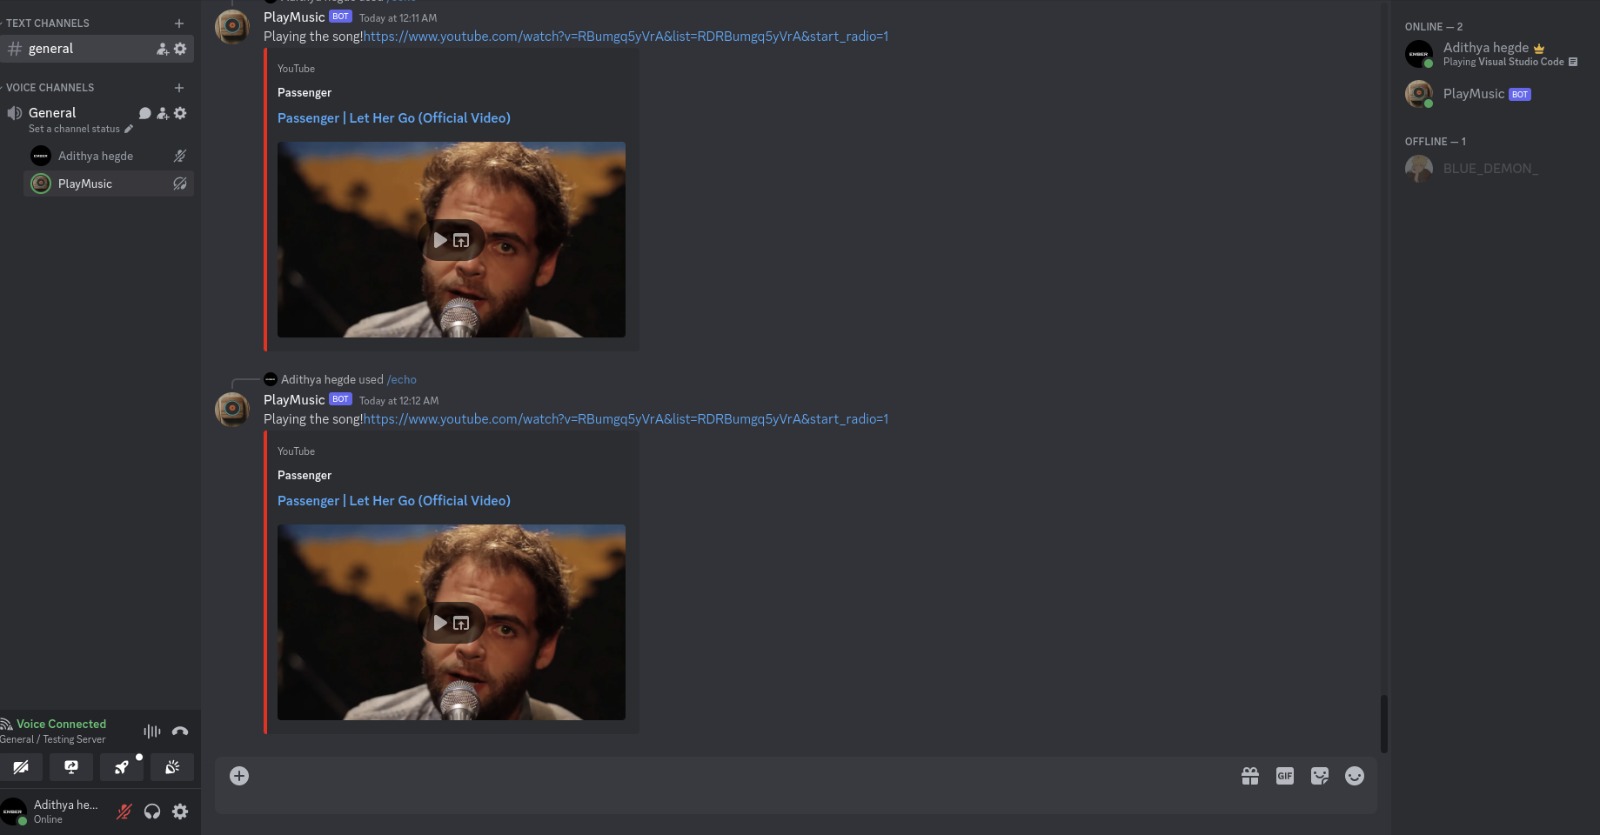 TEXT CHANNELS
general
VOICE CHANNELS
General
Set a channel status
Adithya hegde
PlayMusic
Voice Connected
General / Testing Server
Adithya he...
Online
PlayMusic BOT Today at 12:11 AM
Playing the song!https://www.youtube.com/watch?v=RBumgq5yVrA&list=RDRBumgq5yVrA&start_radio=1
YouTube
Passenger
Passenger | Let Her Go (Official Video)
Adithya hegde used /echo
PlayMusic BOT Today at 12:12 AM
Playing the song!https://www.youtube.com/watch?v=RBumgq5yVrA&list=RDRBumgq5yVrA&start_radio=1
YouTube
Passenger
Passenger | Let Her Go (Official Video)
GIF
ONLINE — 2
Adithya hegde
Playing Visual Studio Code
PlayMusic BOT
OFFLINE — 1
BLUE_DEMON_